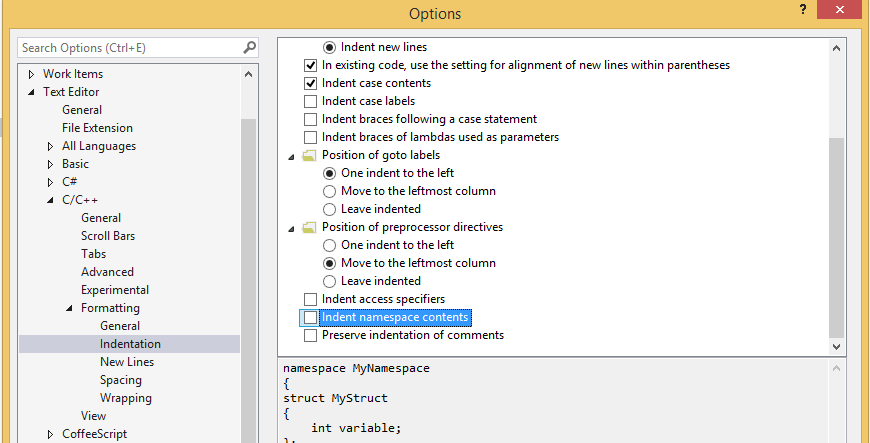 Options
?
x
Search Options (Ctrl+E)
Work Items
Text Editor
General
File Extension
All Languages
Basic
C#
C/C++
General
Scroll Bars
Tabs
Advanced
Experimental
Formatting
General
Indentation
New Lines
Spacing
Wrapping
View
CoffeeScript
Indent new lines
In existing code, use the setting for alignment of new lines within parentheses
Indent case contents
Indent case labels
Indent braces following a case statement
Indent braces of lambdas used as parameters
Position of goto labels
One indent to the left
Move to the leftmost column
Leave indented
Position of preprocessor directives
One indent to the left
Move to the leftmost column
Leave indented
Indent access specifiers
Indent namespace contents
Preserve indentation of comments
namespace MyNamespace
{
struct MyStruct
{
int variable;
};